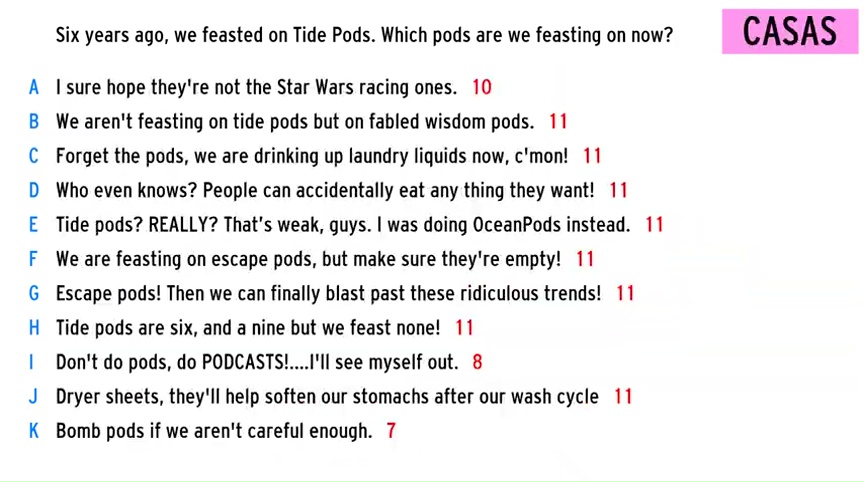 Six years ago, we feasted on Tide Pods. Which pods are we feasting on now?
CASAS
A I sure hope they're not the Star Wars racing ones. 10
B We aren't feasting on tide pods but on fabled wisdom pods. 11
C Forget the pods, we are drinking up laundry liquids now, c'mon! 11
D Who even knows? People can accidentally eat any thing they want! 11
E Tide pods? REALLY? That's weak, guys. I was doing OceanPods instead. 11
F We are feasting on escape pods, but make sure they're empty! 11
G Escape pods! Then we can finally blast past these ridiculous trends! 11
H Tide pods are six, and a nine but we feast none! 11
I Don't do pods, do PODCASTS!....I'll see myself out. 8
J Dryer sheets, they'll help soften our stomachs after our wash cycle 11
K Bomb pods if we aren't careful enough. 7